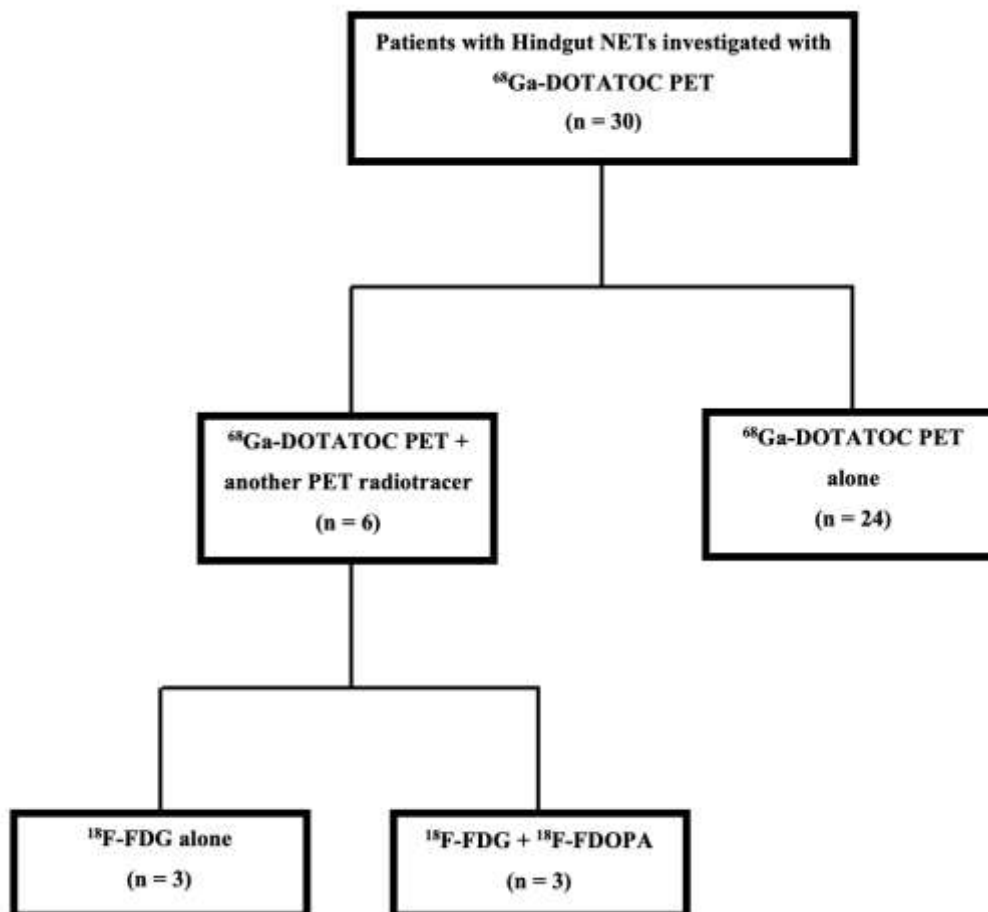 Patients with Hindgut NETs investigated with
⁶⁸Ga-DOTATOC PET
(n = 30)
⁶⁸Ga-DOTATOC PET +
another PET radiotracer
(n = 6)
⁶⁸Ga-DOTATOC PET
alone
(n = 24)
¹⁸F-FDG alone
(n = 3)
¹⁸F-FDG + ¹⁸F-FDOPA
(n = 3)